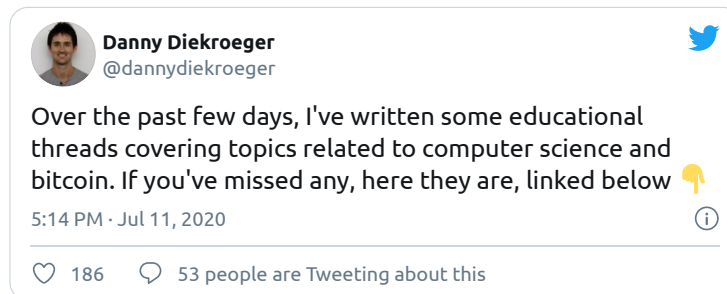 Danny Diekroeger
@dannydiekroeger
Over the past few days, I've written some educational
threads covering topics related to computer science and
bitcoin. If you've missed any, here they are, linked below 👇
5:14 PM · Jul 11, 2020
186 53 people are Tweeting about this